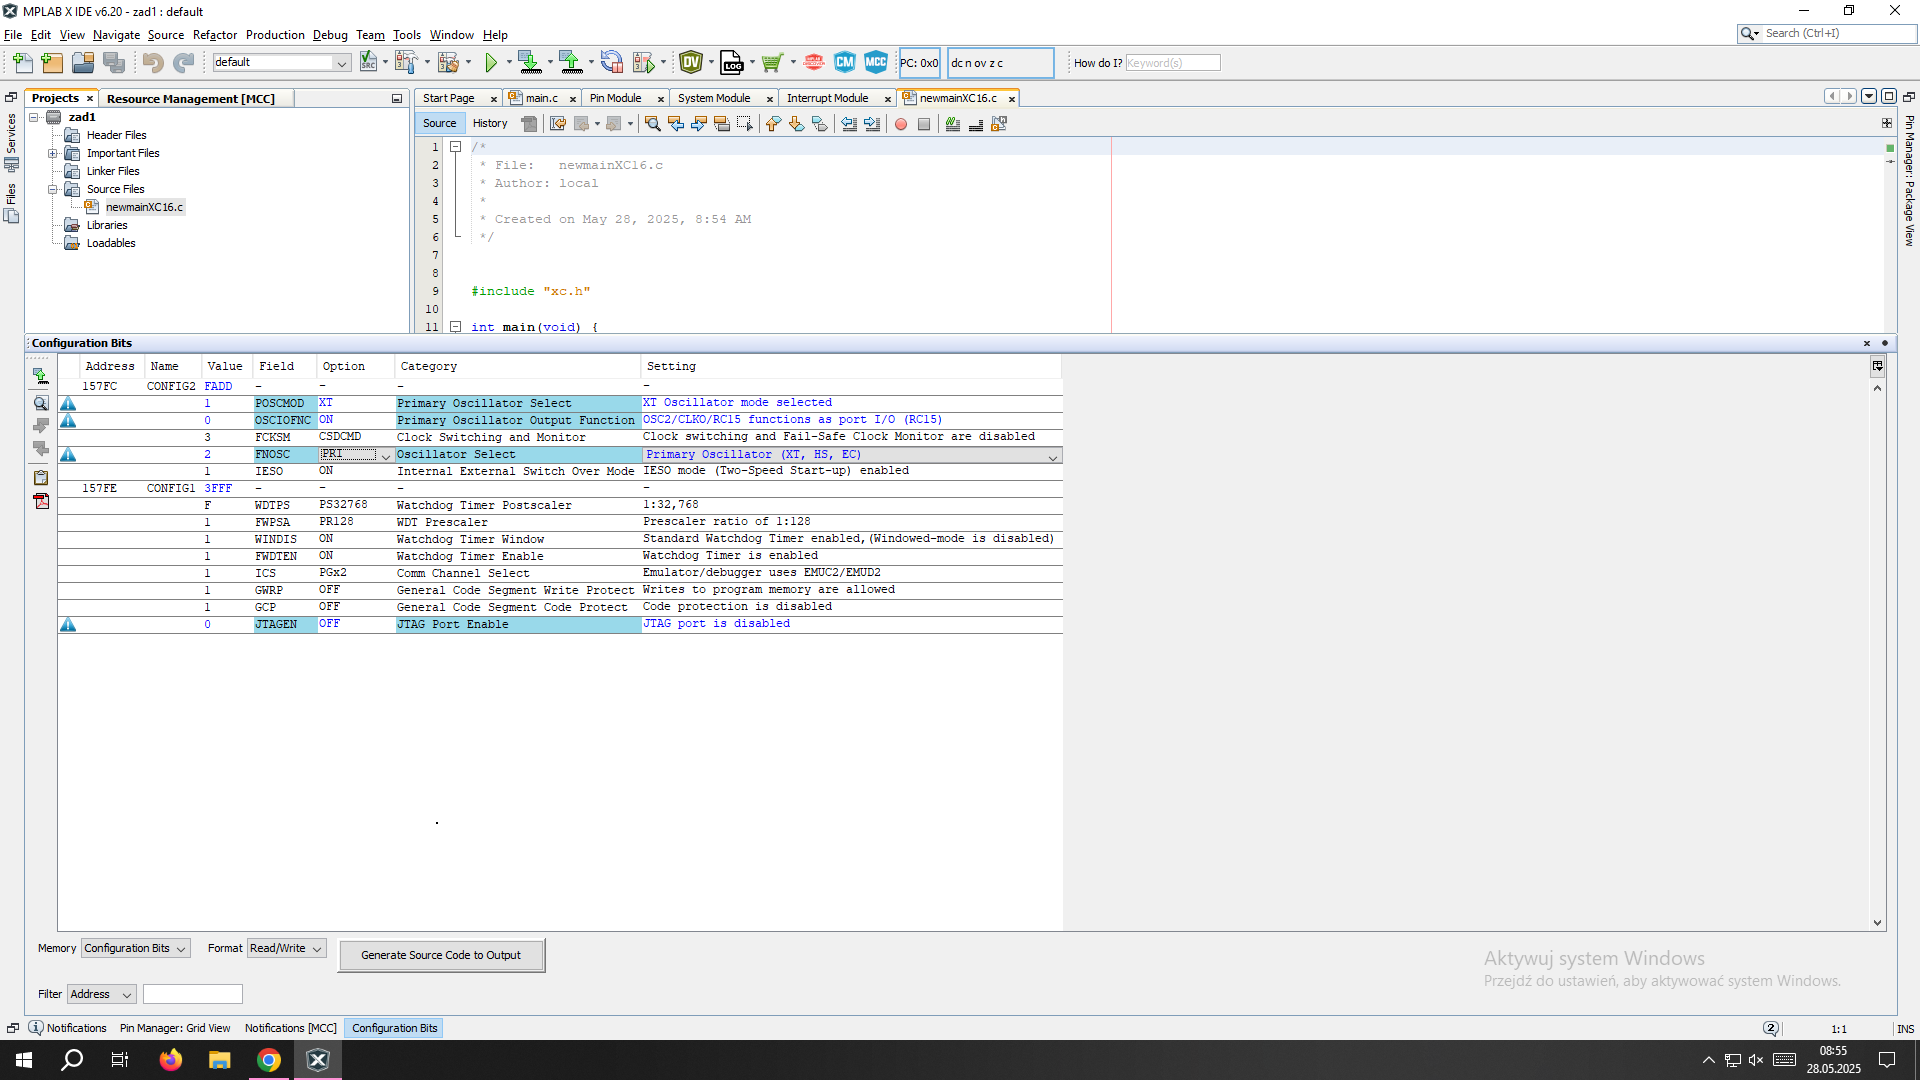 MPLAB X IDE v6.20 - zad1 : default
File Edit View Navigate Source Refactor Production Debug Team Tools Window Help
Search (Ctrl+I)
default
SRC
DV
LOG
CM
MCC
PC: 0x0
dc n ov z c
How do I?
Keyword(s)
Services
Files
Projects
Resource Management [MCC]
zad1
Header Files
Important Files
Linker Files
Source Files
newmainXC16.c
Libraries
Loadables
Start Page
main.c
Pin Module
System Module
Interrupt Module
newmainXC16.c
Source History
1 /*
2 * File: newmainXC16.c
3 * Author: local
4 *
5 * Created on May 28, 2025, 8:54 AM
6 */
7
8
9 #include "xc.h"
10
11 int main(void) {
Pin Manager: Package View
Configuration Bits
Address Name Value Field Option Category Setting
157FC CONFIG2 FADD - - - -
1 POSCMOD XT Primary Oscillator Select XT Oscillator mode selected
0 OSCIOFNC ON Primary Oscillator Output Function OSC2/CLKO/RC15 functions as port I/O (RC15)
3 FCKSM CSDCMD Clock Switching and Monitor Clock switching and Fail-Safe Clock Monitor are disabled
2 FNOSC PRI Oscillator Select Primary Oscillator (XT, HS, EC)
1 IESO ON Internal External Switch Over Mode IESO mode (Two-Speed Start-up) enabled
157FE CONFIG1 3FFF - - - -
F WDTPS PS32768 Watchdog Timer Postscaler 1:32,768
1 FWPSA PR128 WDT Prescaler Prescaler ratio of 1:128
1 WINDIS ON Watchdog Timer Window Standard Watchdog Timer enabled,(Windowed-mode is disabled)
1 FWDTEN ON Watchdog Timer Enable Watchdog Timer is enabled
1 ICS PGx2 Comm Channel Select Emulator/debugger uses EMUC2/EMUD2
1 GWRP OFF General Code Segment Write Protect Writes to program memory are allowed
1 GCP OFF General Code Segment Code Protect Code protection is disabled
0 JTAGEN OFF JTAG Port Enable JTAG port is disabled
Memory Configuration Bits Format Read/Write Generate Source Code to Output
Filter Address
Aktywuj system Windows
Przejdź do ustawień, aby aktywować system Windows.
Notifications Pin Manager: Grid View Notifications [MCC] Configuration Bits
2
1:1
INS
08:55
28.05.2025